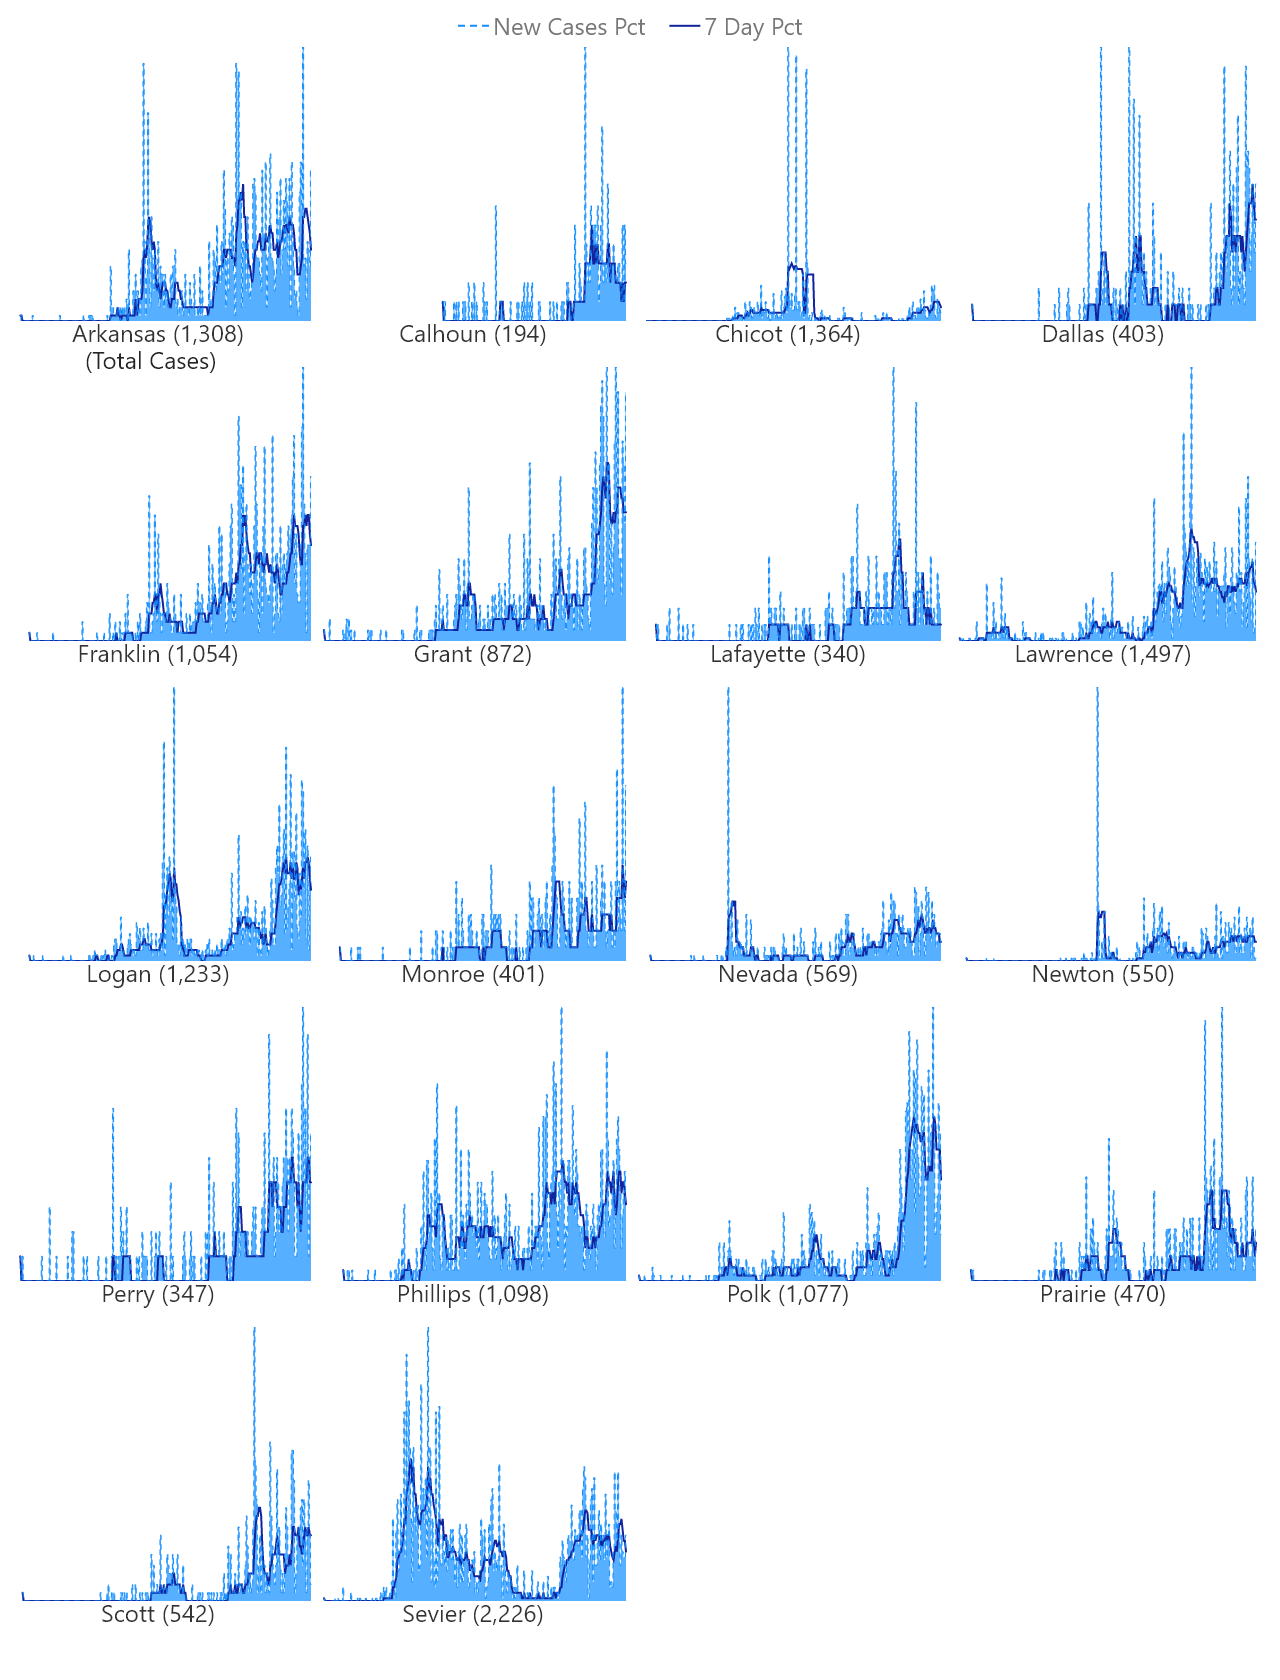 New Cases Pct 7 Day Pct
Arkansas (1,308) Calhoun (194) Chicot (1,364) Dallas (403)
(Total Cases)
Franklin (1,054) Grant (872) Lafayette (340) Lawrence (1,497)
Logan (1,233) Monroe (401) Nevada (569) Newton (550)
Perry (347) Phillips (1,098) Polk (1,077) Prairie (470)
Scott (542) Sevier (2,226)